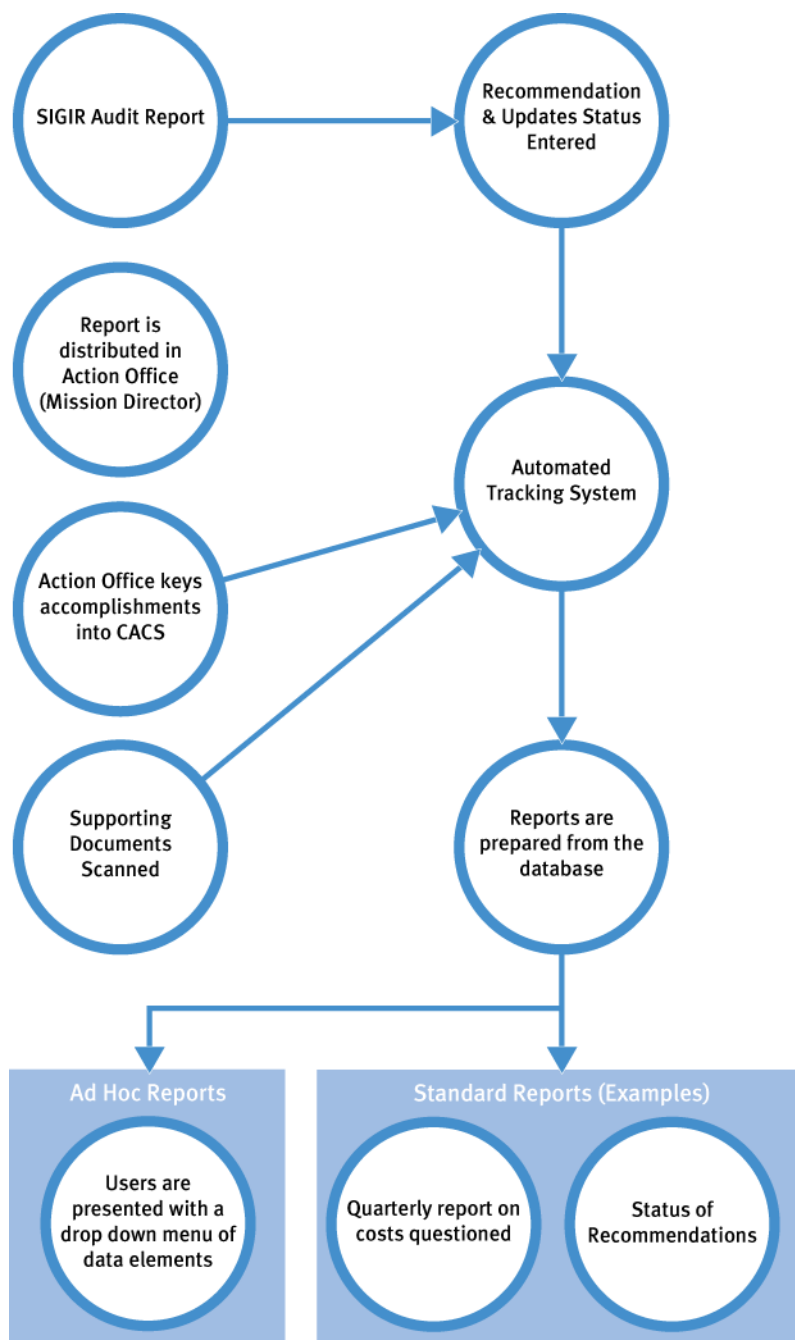 SIGIR Audit Report
Recommendation
& Updates Status
Entered
Report is
distributed in
Action Office
(Mission Director)
Automated
Tracking System
Action Office keys
accomplishments
into CACS
Supporting
Documents
Scanned
Reports are
prepared from the
database
Ad Hoc Reports
Users are
presented with a
drop down menu of
data elements
Standard Reports (Examples)
Quarterly report on
costs questioned
Status of
Recommendations